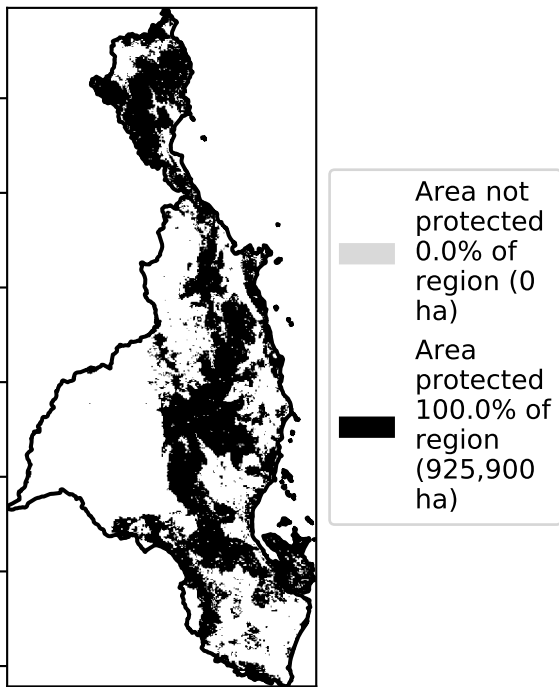 Area not
protected
0.0% of
region (0
ha)
Area
protected
100.0% of
region
(925,900
ha)